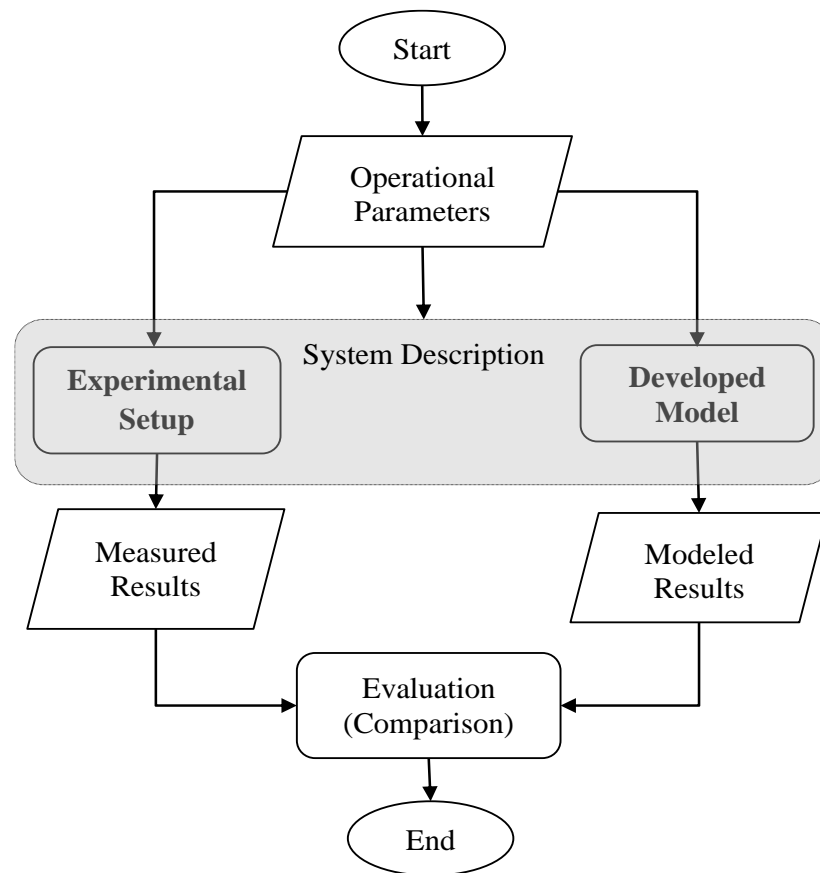 Start
Operational
Parameters
System Description
Experimental
Setup
Developed
Model
Measured
Results
Modeled
Results
Evaluation
(Comparison)
End